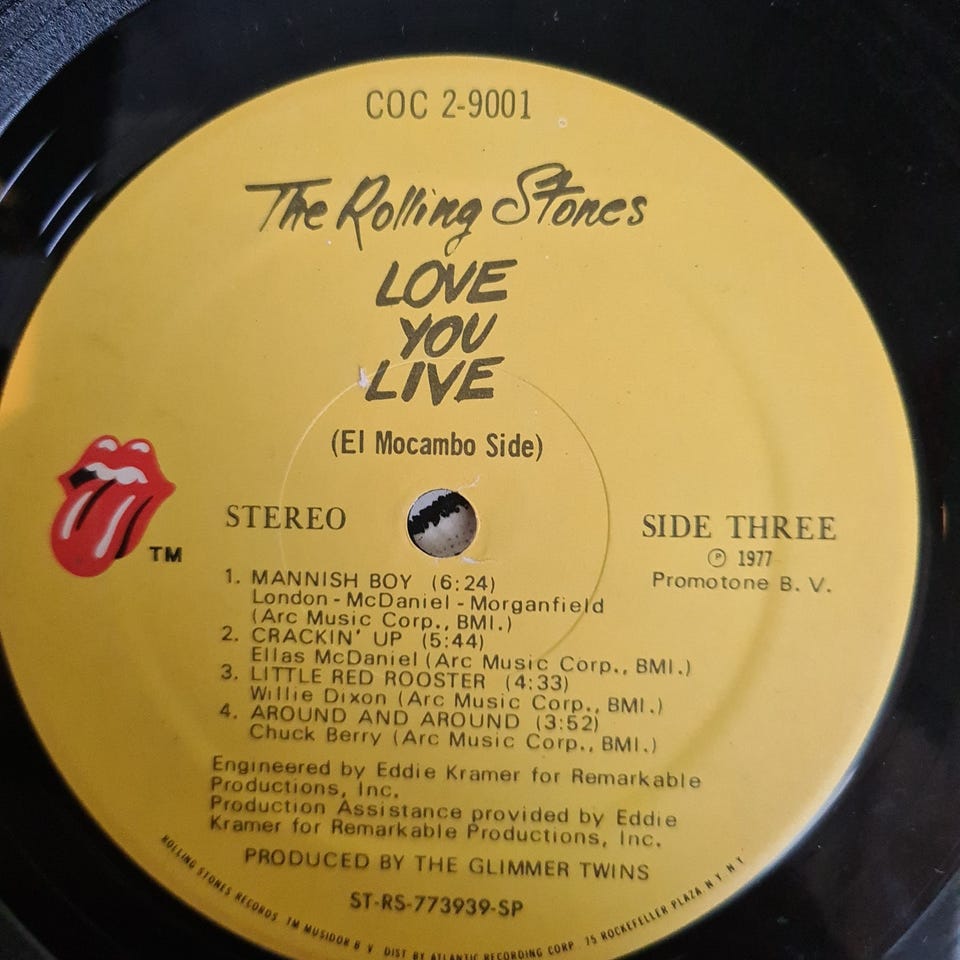 COC 2-9001
The Rolling Stones
LOVE
YOU
LIVE
(El Mocambo Side)
STEREO
SIDE THREE
℗ 1977
Promotone B. V.
TM
1. MANNISH BOY (6:24)
London - McDaniel - Morganfield
(Arc Music Corp., BMI.)
2. CRACKIN' UP (5:44)
Ellas McDaniel (Arc Music Corp., BMI.)
3. LITTLE RED ROOSTER (4:33)
Willie Dixon (Arc Music Corp., BMI.)
4. AROUND AND AROUND (3:52)
Chuck Berry (Arc Music Corp., BMI.)
Engineered by Eddie Kramer for Remarkable
Productions, Inc.
Production Assistance provided by Eddie
Kramer for Remarkable Productions, Inc.
PRODUCED BY THE GLIMMER TWINS
ST-RS-773939-SP
ROLLING STONES RECORDS TM MUSIDOR B V DIST BY ATLANTIC RECORDING CORP 75 ROCKEFELLER PLAZA N Y N Y